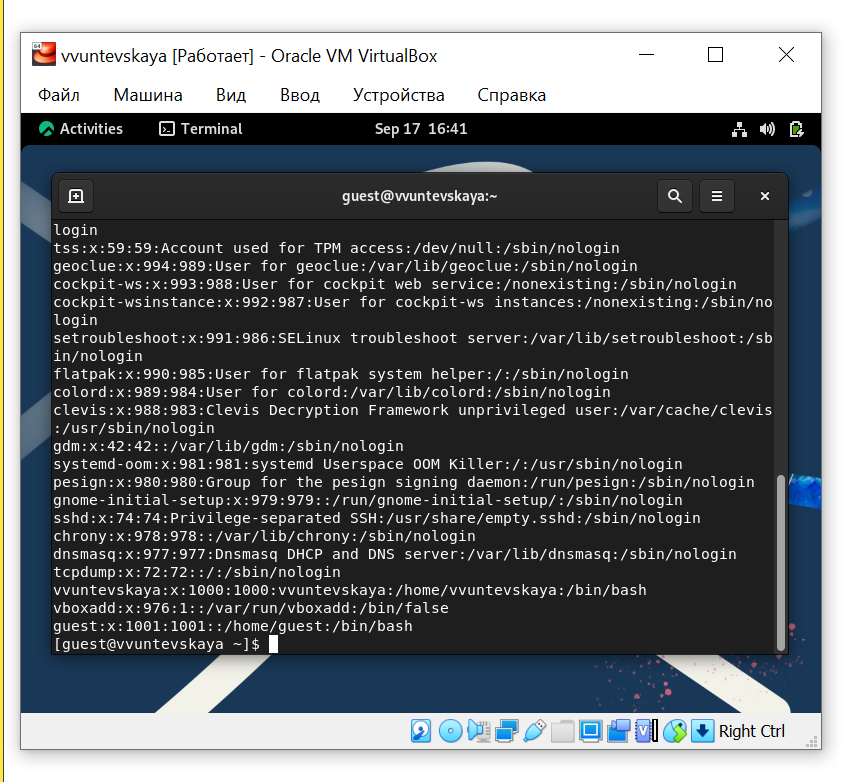 64
vvuntevskaya [Работает] - Oracle VM VirtualBox
Файл Машина Вид Ввод Устройства Справка
Activities Terminal Sep 17 16:41
guest@vvuntevskaya:~
login
tss:x:59:59:Account used for TPM access:/dev/null:/sbin/nologin
geoclue:x:994:989:User for geoclue:/var/lib/geoclue:/sbin/nologin
cockpit-ws:x:993:988:User for cockpit web service:/nonexisting:/sbin/nologin
cockpit-wsinstance:x:992:987:User for cockpit-ws instances:/nonexisting:/sbin/no
login
setroubleshoot:x:991:986:SELinux troubleshoot server:/var/lib/setroubleshoot:/sb
in/nologin
flatpak:x:990:985:User for flatpak system helper:/:/sbin/nologin
colord:x:989:984:User for colord:/var/lib/colord:/sbin/nologin
clevis:x:988:983:Clevis Decryption Framework unprivileged user:/var/cache/clevis
:/usr/sbin/nologin
gdm:x:42:42::/var/lib/gdm:/sbin/nologin
systemd-oom:x:981:981:systemd Userspace OOM Killer:/:/usr/sbin/nologin
pesign:x:980:980:Group for the pesign signing daemon:/run/pesign:/sbin/nologin
gnome-initial-setup:x:979:979::/run/gnome-initial-setup/:/sbin/nologin
sshd:x:74:74:Privilege-separated SSH:/usr/share/empty.sshd:/sbin/nologin
chrony:x:978:978::/var/lib/chrony:/sbin/nologin
dnsmasq:x:977:977:Dnsmasq DHCP and DNS server:/var/lib/dnsmasq:/sbin/nologin
tcpdump:x:72:72::/:/sbin/nologin
vvuntevskaya:x:1000:1000:vvuntevskaya:/home/vvuntevskaya:/bin/bash
vboxadd:x:976:1::/var/run/vboxadd:/bin/false
guest:x:1001:1001::/home/guest:/bin/bash
[guest@vvuntevskaya ~]$
Right Ctrl